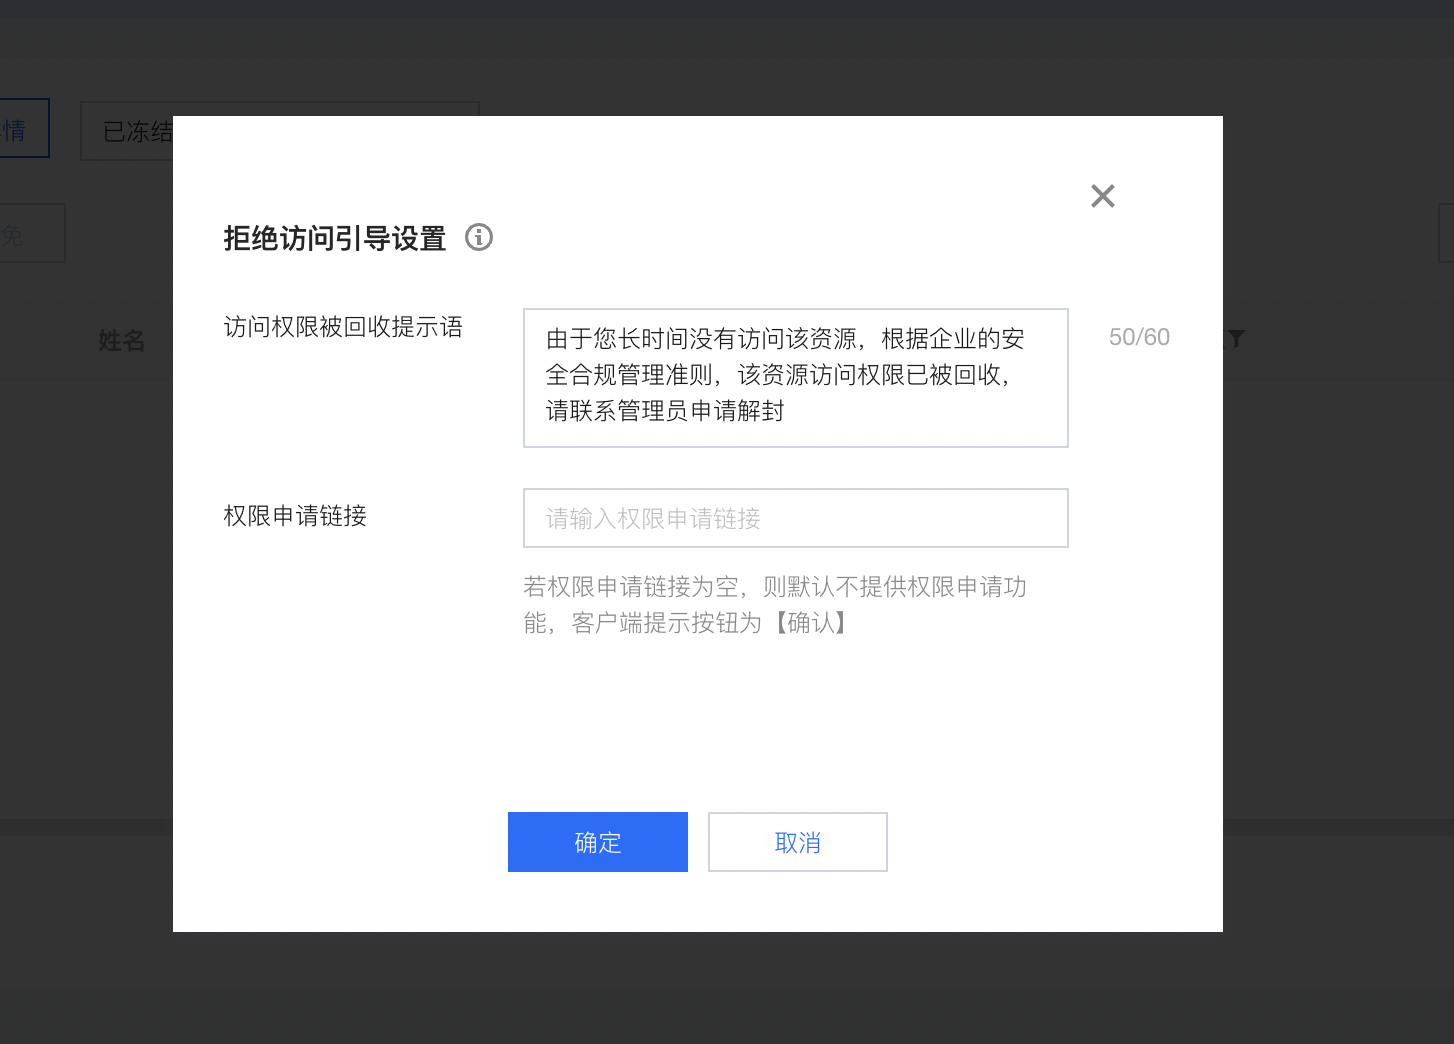 情
已冻结
免
拒绝访问引导设置
姓名
访问权限被回收提示语
由于您长时间没有访问该资源，根据企业的安
全合规管理准则，该资源访问权限已被回收，
请联系管理员申请解封
50/60
权限申请链接
请输入权限申请链接
若权限申请链接为空，则默认不提供权限申请功
能，客户端提示按钮为【确认】
确定
取消